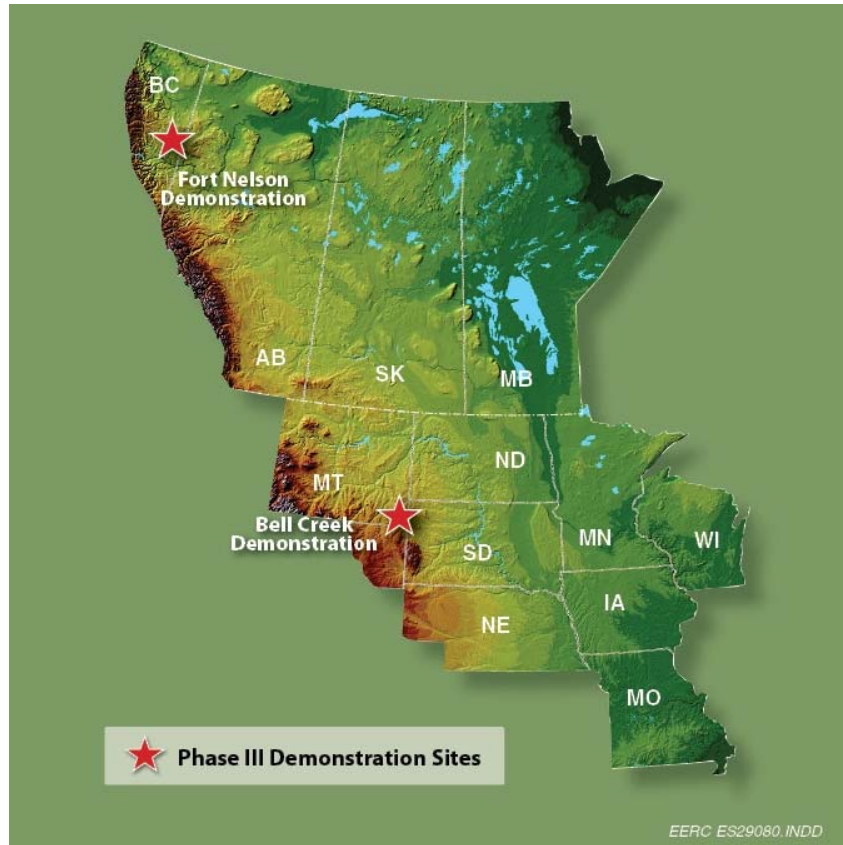 BC
Fort Nelson
Demonstration
AB
SK
MB
ND
MT
Bell Creek
Demonstration
SD
MN
WI
IA
NE
MO
Phase III Demonstration Sites
EERC ES29080.INDD